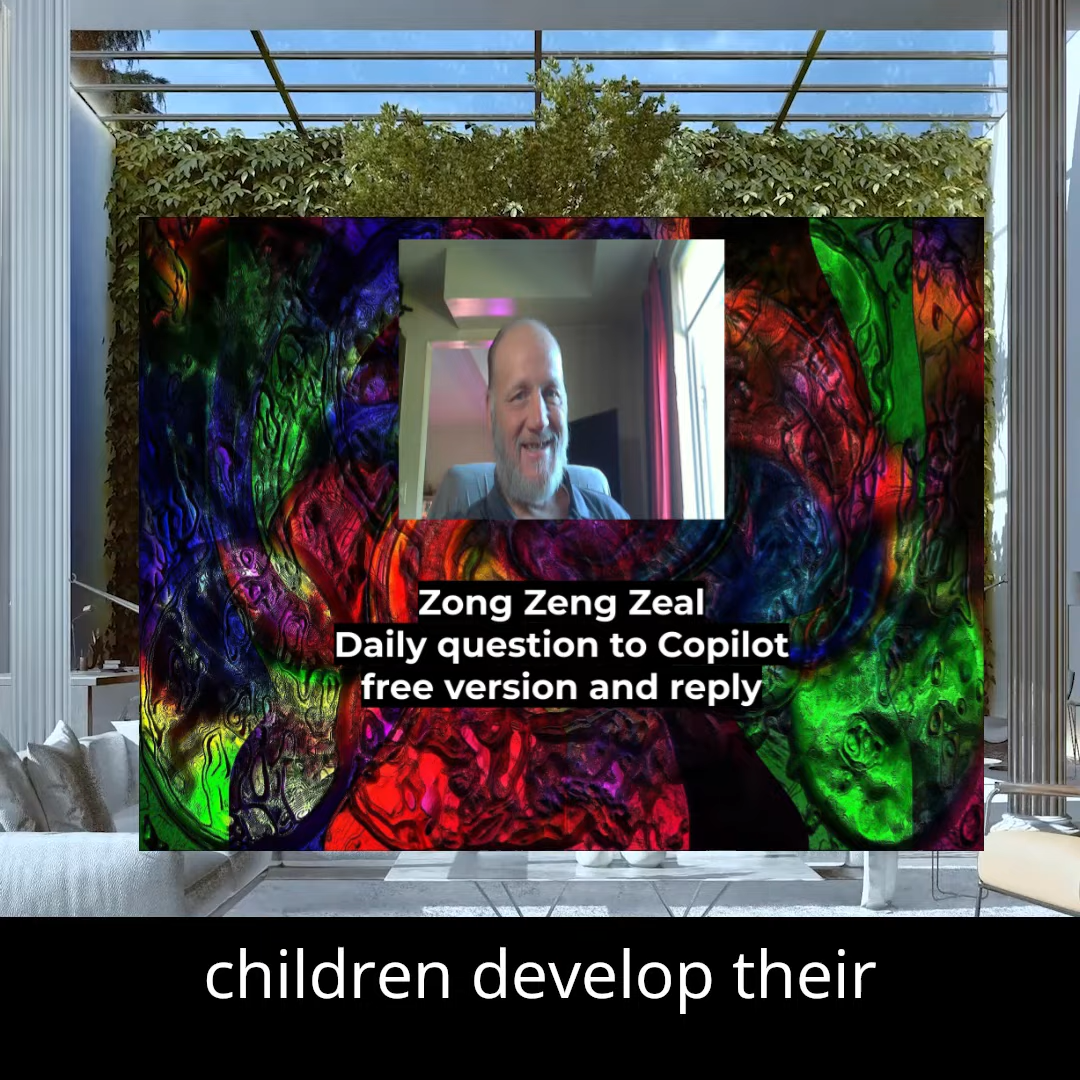 Zong Zeng Zeal
Daily question to Copilot
free version and reply
children develop their